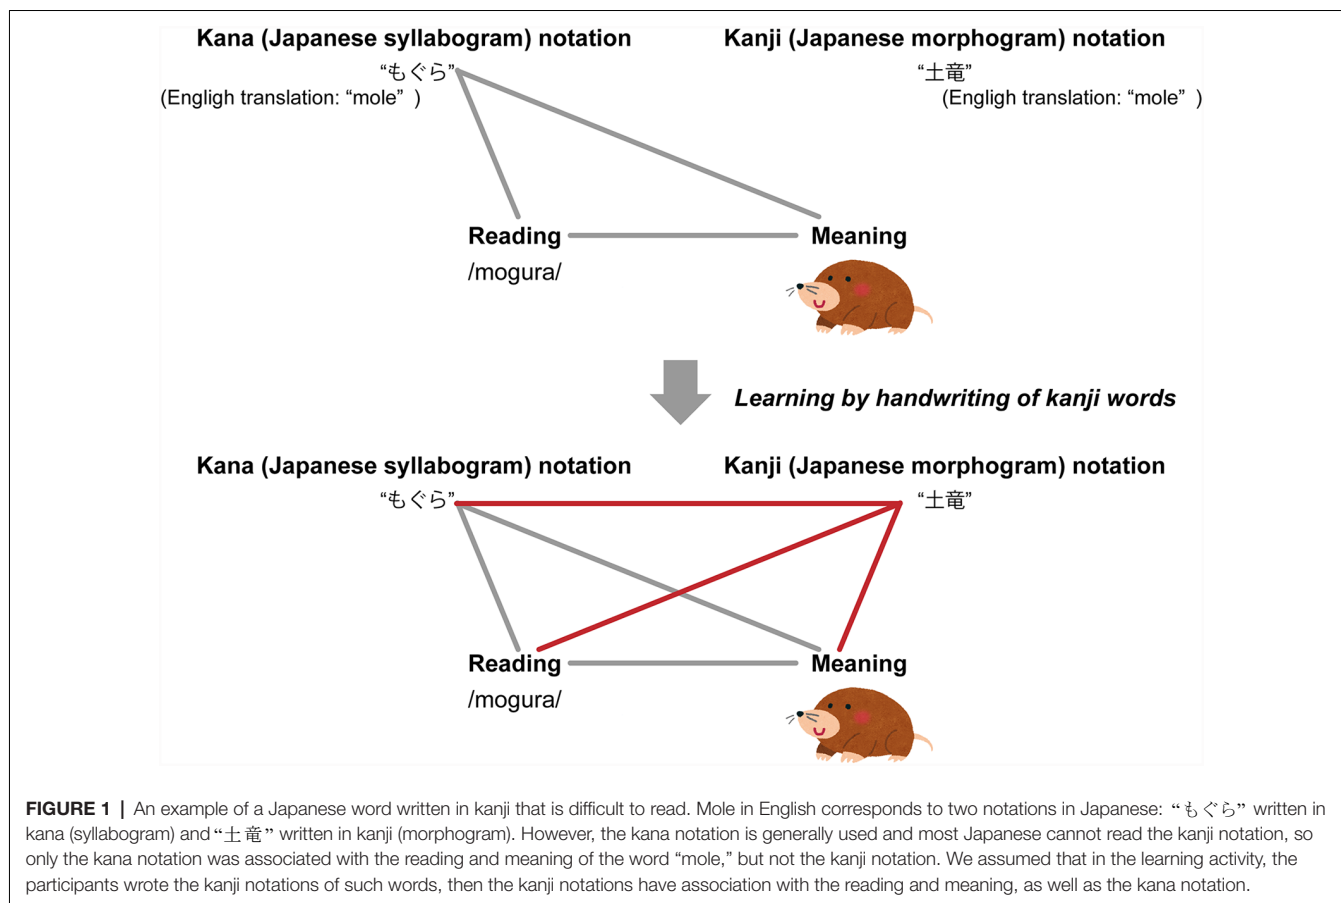 Kana (Japanese syllabogram) notation
Kanji (Japanese morphogram) notation
“もぐら”
“土竜”
(Engligh translation: “mole” )
(Engligh translation: “mole” )
Reading
Meaning
/mogura/
Learning by handwriting of kanji words
Kana (Japanese syllabogram) notation
Kanji (Japanese morphogram) notation
“もぐら”
“土竜”
Reading
Meaning
/mogura/
FIGURE 1 | An example of a Japanese word written in kanji that is difficult to read. Mole in English corresponds to two notations in Japanese: “もぐら” written in
kana (syllabogram) and “土竜” written in kanji (morphogram). However, the kana notation is generally used and most Japanese cannot read the kanji notation, so
only the kana notation was associated with the reading and meaning of the word “mole,” but not the kanji notation. We assumed that in the learning activity, the
participants wrote the kanji notations of such words, then the kanji notations have association with the reading and meaning, as well as the kana notation.